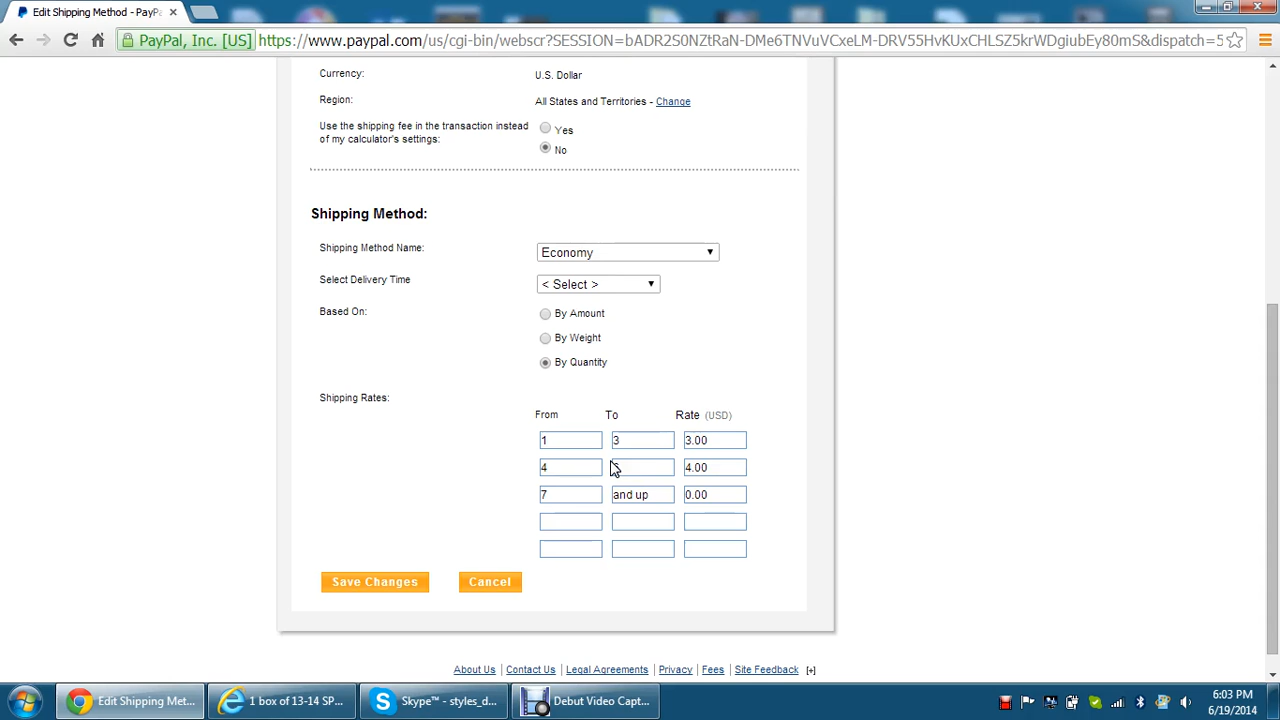 Edit Shipping Method - PayPa
PayPal, Inc. [US]
https://www.paypal.com/us/cgi-bin/webscr?SESSION=bADR2S0NZtRaN-DMe6TNVuVCxeLM-DRV55HvKUxCHLSZ5krWDgiubEy80mS&dispatch=5
Currency: U.S. Dollar
Region: All States and Territories - Change
Use the shipping fee in the transaction instead of my calculator's settings:
Yes
No
Shipping Method:
Shipping Method Name: Economy
Select Delivery Time < Select >
Based On: By Amount
By Weight
By Quantity
Shipping Rates:
From To Rate (USD)
1 3 3.00
4 4.00
7 and up 0.00
Save Changes Cancel
About Us Contact Us Legal Agreements Privacy Fees Site Feedback [+]
Edit Shipping Met... 1 box of 13-14 SP... Skype™ - styles_d... Debut Video Capt... 6:03 PM
6/19/2014